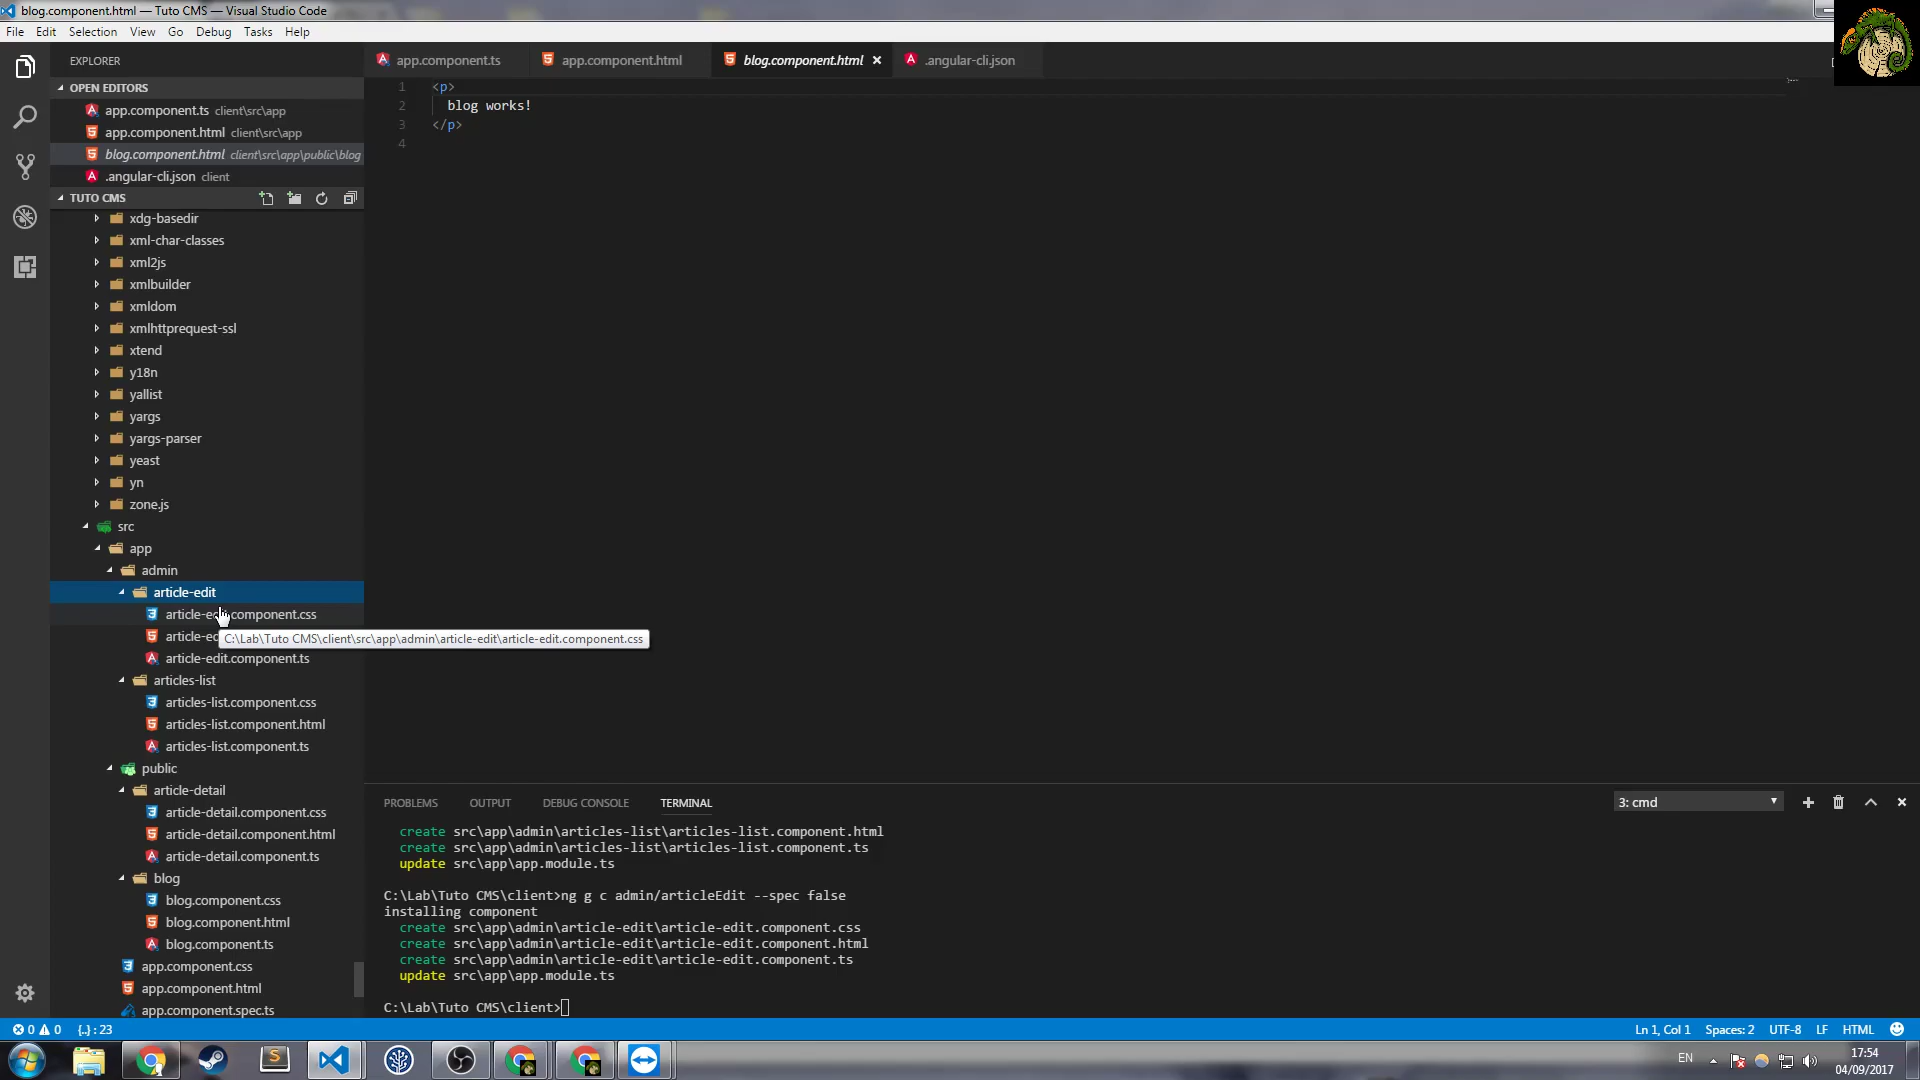 blog.component.html — Tuto CMS — Visual Studio Code
File Edit Selection View Go Debug Tasks Help
EXPLORER
OPEN EDITORS
app.component.ts client\src\app
app.component.html client\src\app
blog.component.html client\src\app\public\blog
.angular-cli.json client
TUTO CMS
xdg-basedir
xml-char-classes
xml2js
xmlbuilder
xmldom
xmlhttprequest-ssl
xtend
y18n
yallist
yargs
yargs-parser
yeast
yn
zone.js
src
app
admin
article-edit
article-edit.component.css
article-ed
C:\Lab\Tuto CMS\client\src\app\admin\article-edit\article-edit.component.css
article-edit.component.ts
articles-list
articles-list.component.css
articles-list.component.html
articles-list.component.ts
public
article-detail
article-detail.component.css
article-detail.component.html
article-detail.component.ts
blog
blog.component.css
blog.component.html
blog.component.ts
app.component.css
app.component.html
app.component.spec.ts
app.component.ts app.component.html blog.component.html .angular-cli.json
1 <p>
2 blog works!
3 </p>
4
PROBLEMS OUTPUT DEBUG CONSOLE TERMINAL 3: cmd
create src\app\admin\articles-list\articles-list.component.html
create src\app\admin\articles-list\articles-list.component.ts
update src\app\app.module.ts
C:\Lab\Tuto CMS\client>ng g c admin/articleEdit --spec false
installing component
create src\app\admin\article-edit\article-edit.component.css
create src\app\admin\article-edit\article-edit.component.html
create src\app\admin\article-edit\article-edit.component.ts
update src\app\app.module.ts
C:\Lab\Tuto CMS\client>
0 0 {..} : 23 Ln 1, Col 1 Spaces: 2 UTF-8 LF HTML
EN 17:54
04/09/2017